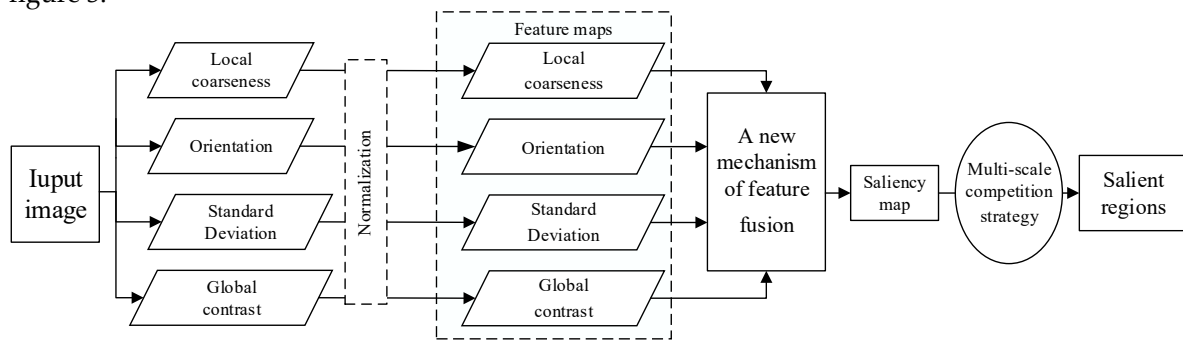 figure 3.
Iuput
image
Local
coarseness
Orientation
Standard
Deviation
Global
contrast
Normalization
Feature maps
Local
coarseness
Orientation
Standard
Deviation
Global
contrast
A new
mechanism
of feature
fusion
Saliency
map
Multi-scale
competition
strategy
Salient
regions